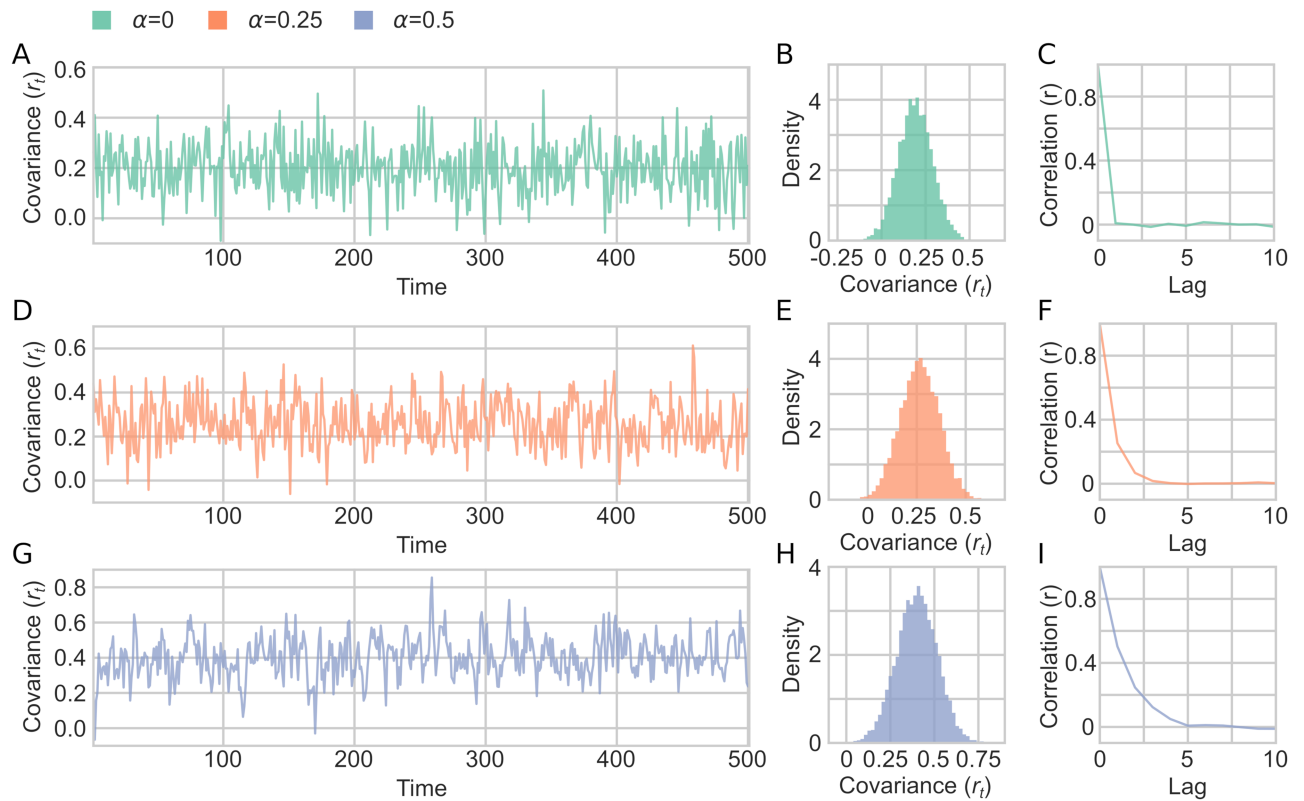 α=0 α=0.25 α=0.5
A
Covariance (r_t)
0.6
0.4
0.2
0.0
100 200 300 400 500
Time
B
Density
4
2
0
-0.25 0 0.25 0.5
Covariance (r_t)
C
Correlation (r)
0.8
0.4
0
0 5 10
Lag
D
Covariance (r_t)
0.6
0.4
0.2
0.0
100 200 300 400 500
Time
E
Density
4
2
0
0 0.25 0.5
Covariance (r_t)
F
Correlation (r)
0.8
0.4
0
0 5 10
Lag
G
Covariance (r_t)
0.8
0.6
0.4
0.2
0.0
100 200 300 400 500
Time
H
Density
4
2
0
0 0.25 0.5 0.75
Covariance (r_t)
I
Correlation (r)
0.8
0.4
0
0 5 10
Lag